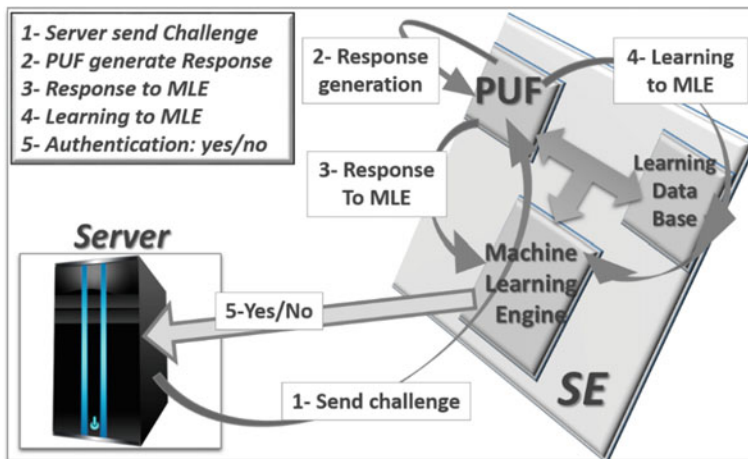 1- Server send Challenge
2- PUF generate Response
3- Response to MLE
4- Learning to MLE
5- Authentication: yes/no
2- Response
generation
PUF
4- Learning
to MLE
3- Response
To MLE
Learning
Data
Base
Server
Machine
Learning
Engine
5-Yes/No
SE
1- Send challenge